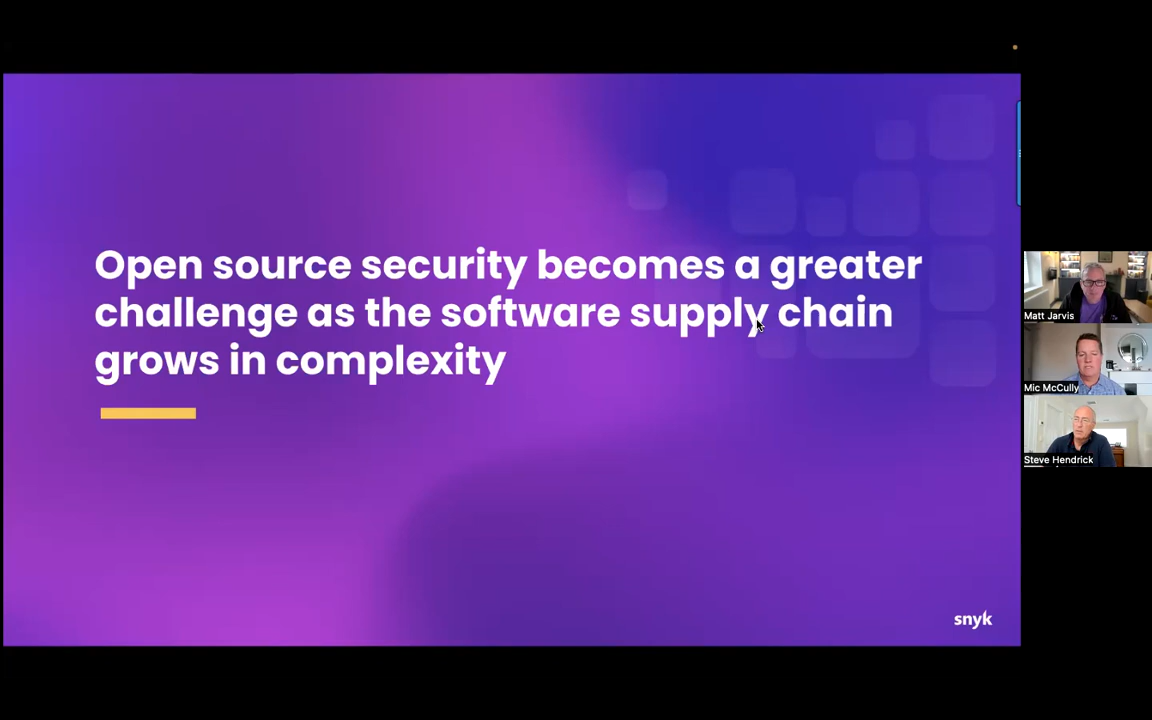 Open source security becomes a greater
challenge as the software supply chain
grows in complexity
snyk
Matt Jarvis
Mic McCully
Steve Hendrick